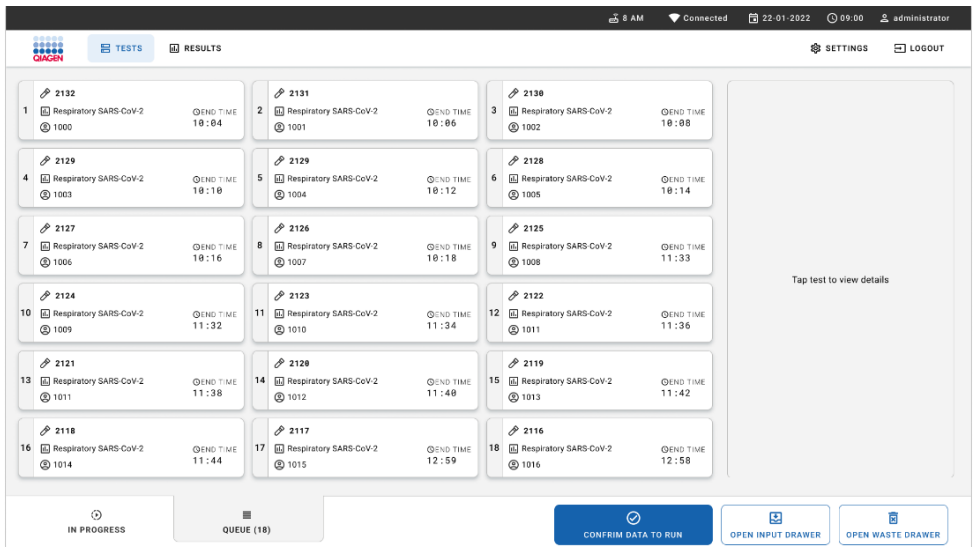 8 AM Connected 22-01-2022 09:00 administrator
QIAGEN TESTS RESULTS SETTINGS LOGOUT
1 2132 Respiratory SARS-CoV-2 1000 END TIME 10:04
2 2131 Respiratory SARS-CoV-2 1001 END TIME 10:06
3 2130 Respiratory SARS-CoV-2 1002 END TIME 10:08
4 2129 Respiratory SARS-CoV-2 1003 END TIME 10:10
5 2129 Respiratory SARS-CoV-2 1004 END TIME 10:12
6 2128 Respiratory SARS-CoV-2 1005 END TIME 10:14
7 2127 Respiratory SARS-CoV-2 1006 END TIME 10:16
8 2126 Respiratory SARS-CoV-2 1007 END TIME 10:18
9 2125 Respiratory SARS-CoV-2 1008 END TIME 11:33
10 2124 Respiratory SARS-CoV-2 1009 END TIME 11:32
11 2123 Respiratory SARS-CoV-2 1010 END TIME 11:34
12 2122 Respiratory SARS-CoV-2 1011 END TIME 11:36
13 2121 Respiratory SARS-CoV-2 1011 END TIME 11:38
14 2120 Respiratory SARS-CoV-2 1012 END TIME 11:40
15 2119 Respiratory SARS-CoV-2 1013 END TIME 11:42
16 2118 Respiratory SARS-CoV-2 1014 END TIME 11:44
17 2117 Respiratory SARS-CoV-2 1015 END TIME 12:59
18 2116 Respiratory SARS-CoV-2 1016 END TIME 12:58
Tap test to view details
IN PROGRESS QUEUE (18) CONFRIM DATA TO RUN OPEN INPUT DRAWER OPEN WASTE DRAWER